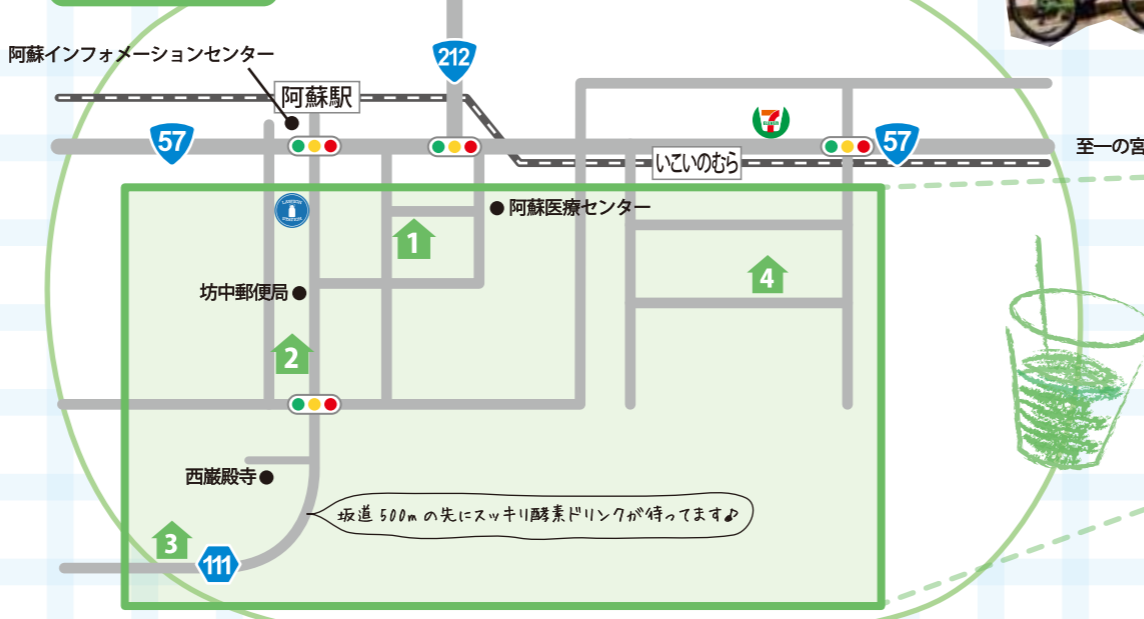 阿蘇インフォメーションセンター
212
阿蘇駅
57
7
57
至一の宮
いこいのむら
阿蘇医療センター
1
4
坊中郵便局
2
西巌殿寺
坂道500mの先にスッキリ酵素ドリンクが待ってます♪
3
111